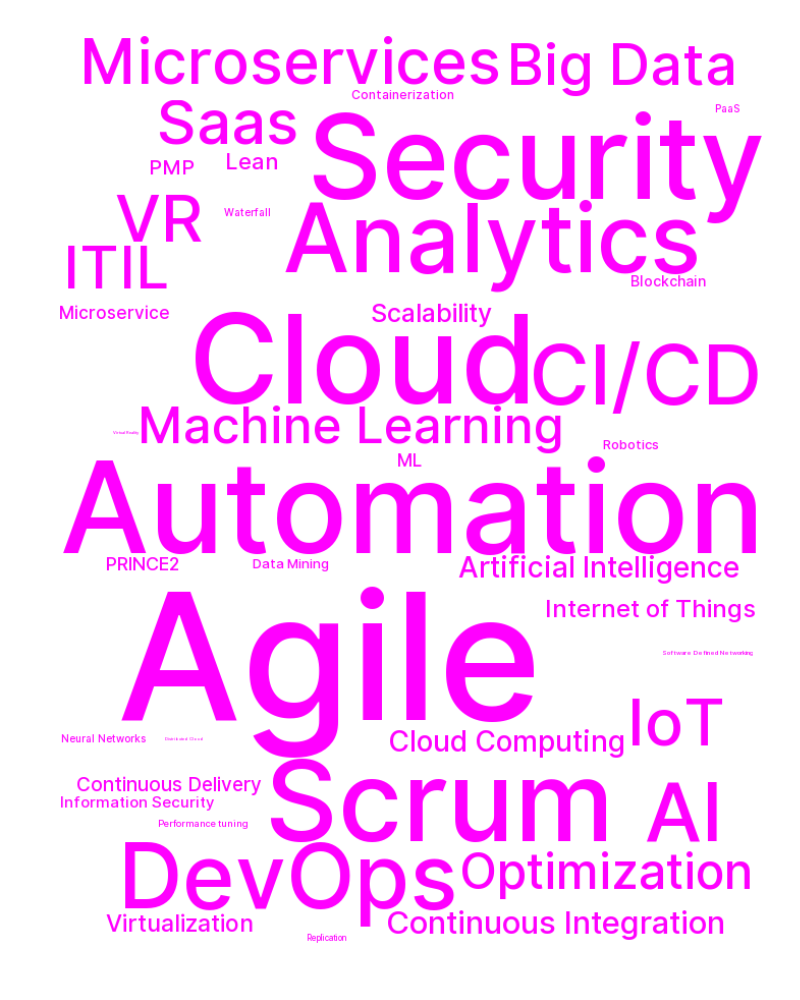 Microservices
Big Data
Containerization
Saas
PaaS
Security
PMP
Lean
VR
Waterfall
Analytics
ITIL
Blockchain
Microservice
Scalability
Cloud
CI/CD
Machine Learning
Virtual Reality
Robotics
ML
Automation
PRINCE2
Data Mining
Artificial Intelligence
Agile
Internet of Things
Software Defined Networking
IoT
Neural Networks
Cloud Computing
Continuous Delivery
Scrum
AI
Information Security
Performance tuning
DevOps
Optimization
Virtualization
Continuous Integration
Replication